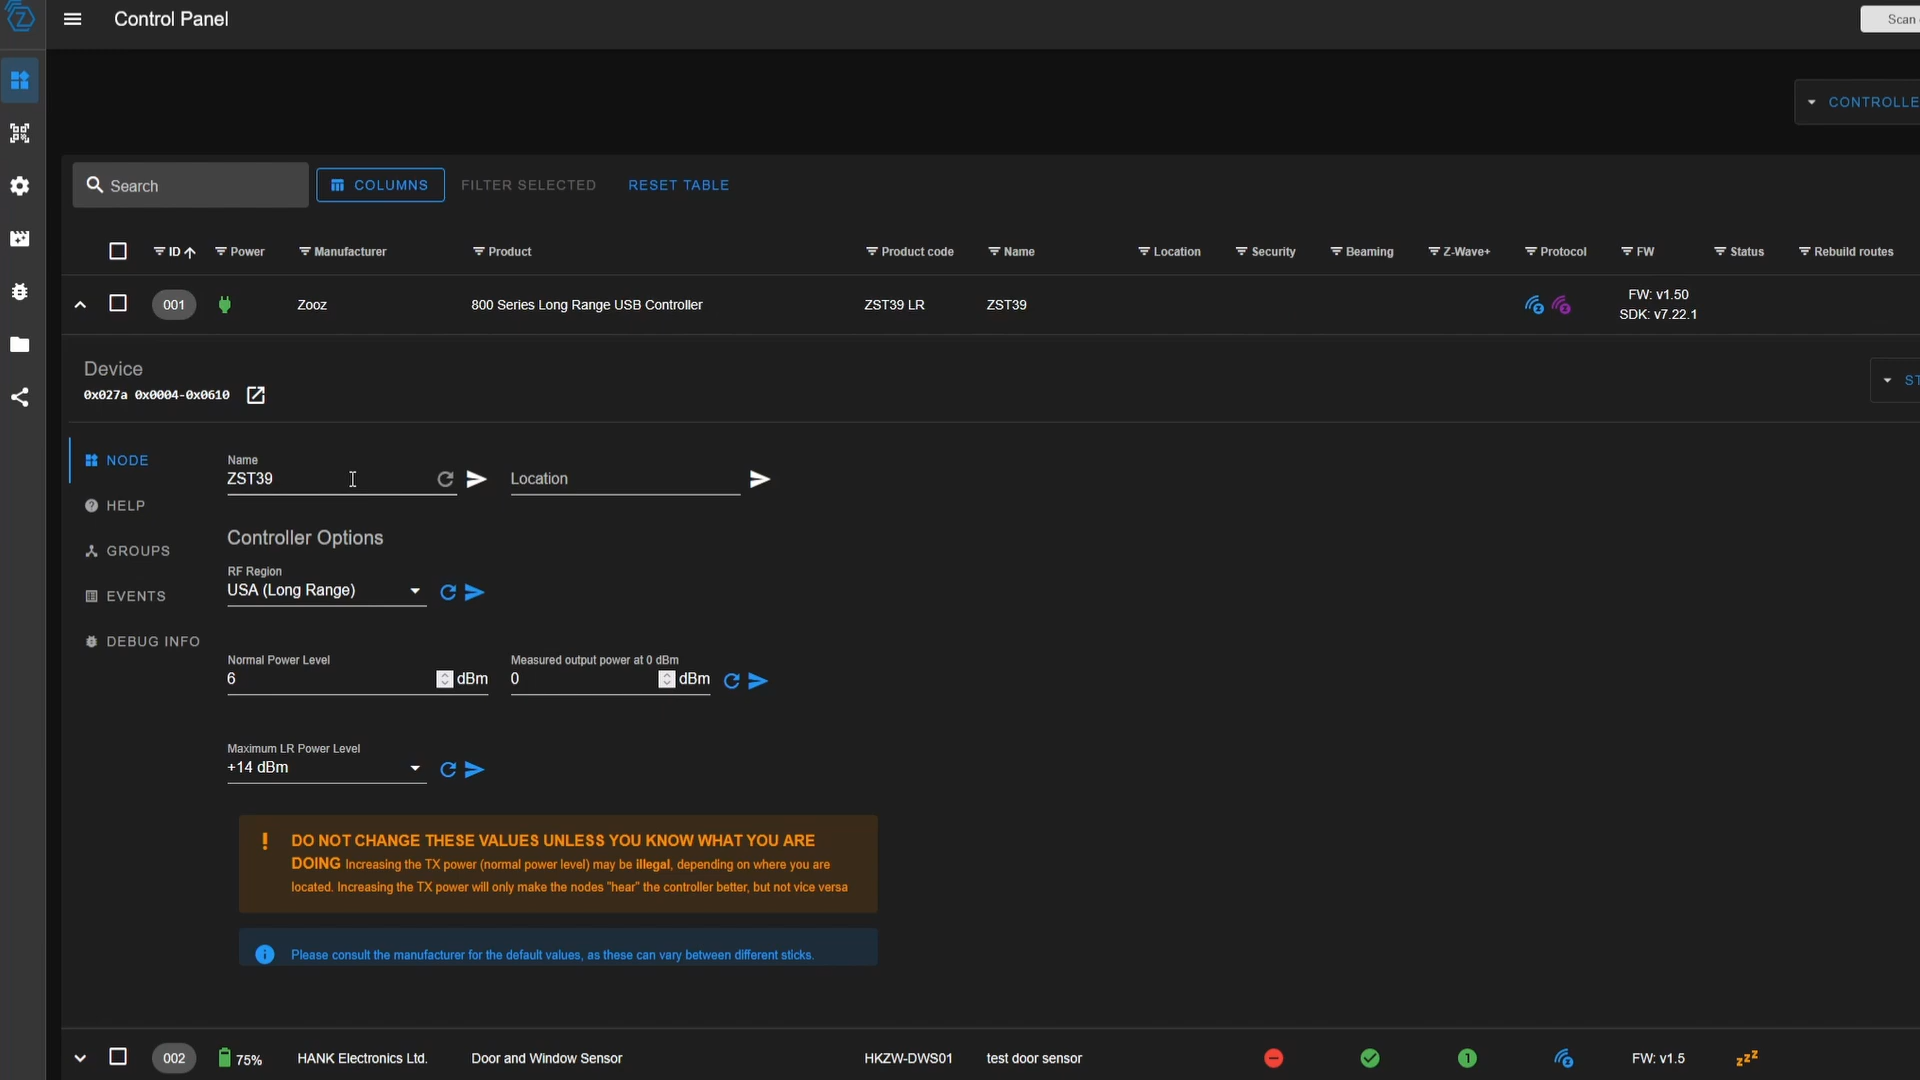 Control Panel
Scan
CONTROLLE
Search
COLUMNS
FILTER SELECTED
RESET TABLE
ID
Power
Manufacturer
Product
Product code
Name
Location
Security
Beaming
Z-Wave+
Protocol
FW
Status
Rebuild routes
001
Zooz
800 Series Long Range USB Controller
ZST39 LR
ZST39
FW: v1.50
SDK: v7.22.1
Device
0x027a 0x0004-0x0610
ST
NODE
HELP
GROUPS
EVENTS
DEBUG INFO
Name
ZST39
Location
Controller Options
RF Region
USA (Long Range)
Normal Power Level
6
dBm
Measured output power at 0 dBm
0
dBm
Maximum LR Power Level
+14 dBm
DO NOT CHANGE THESE VALUES UNLESS YOU KNOW WHAT YOU ARE
DOING Increasing the TX power (normal power level) may be illegal, depending on where you are
located. Increasing the TX power will only make the nodes "hear" the controller better, but not vice versa
Please consult the manufacturer for the default values, as these can vary between different sticks.
002
75%
HANK Electronics Ltd.
Door and Window Sensor
HKZW-DWS01
test door sensor
1
FW: v1.5
zzz